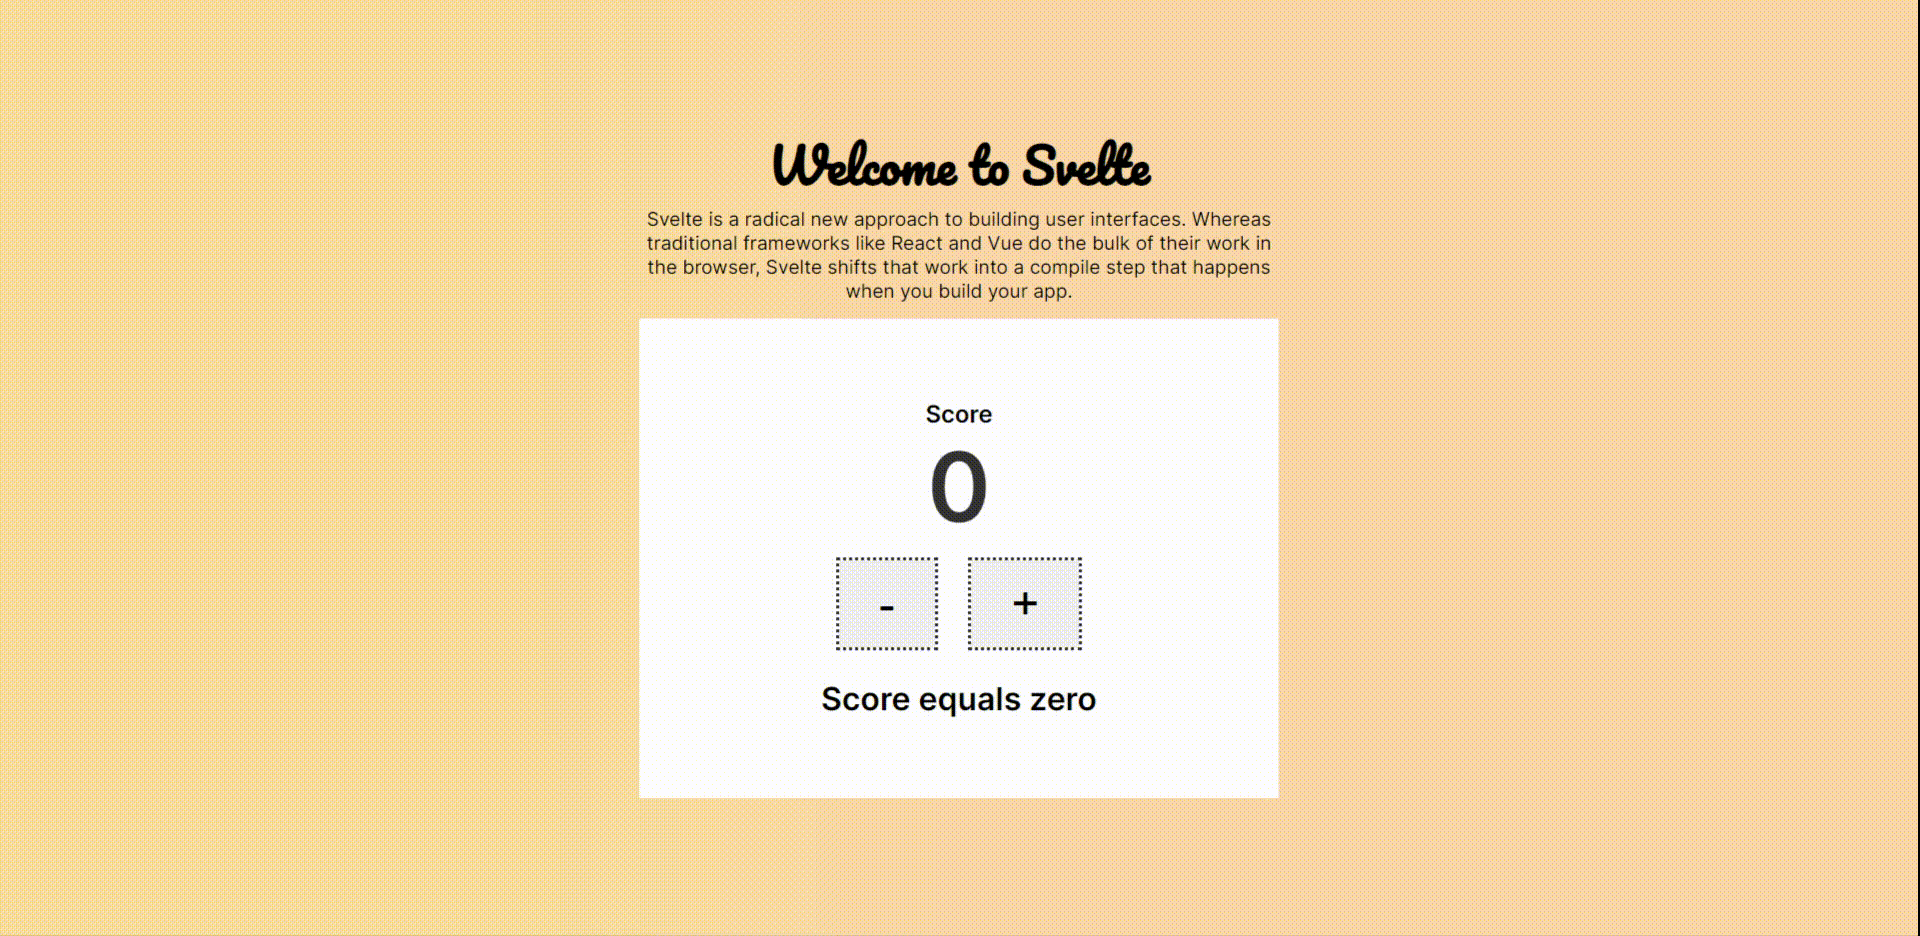 Welcome to Svelte
Svelte is a radical new approach to building user interfaces. Whereas
traditional frameworks like React and Vue do the bulk of their work in
the browser, Svelte shifts that work into a compile step that happens
when you build your app.
Score
0
- +
Score equals zero